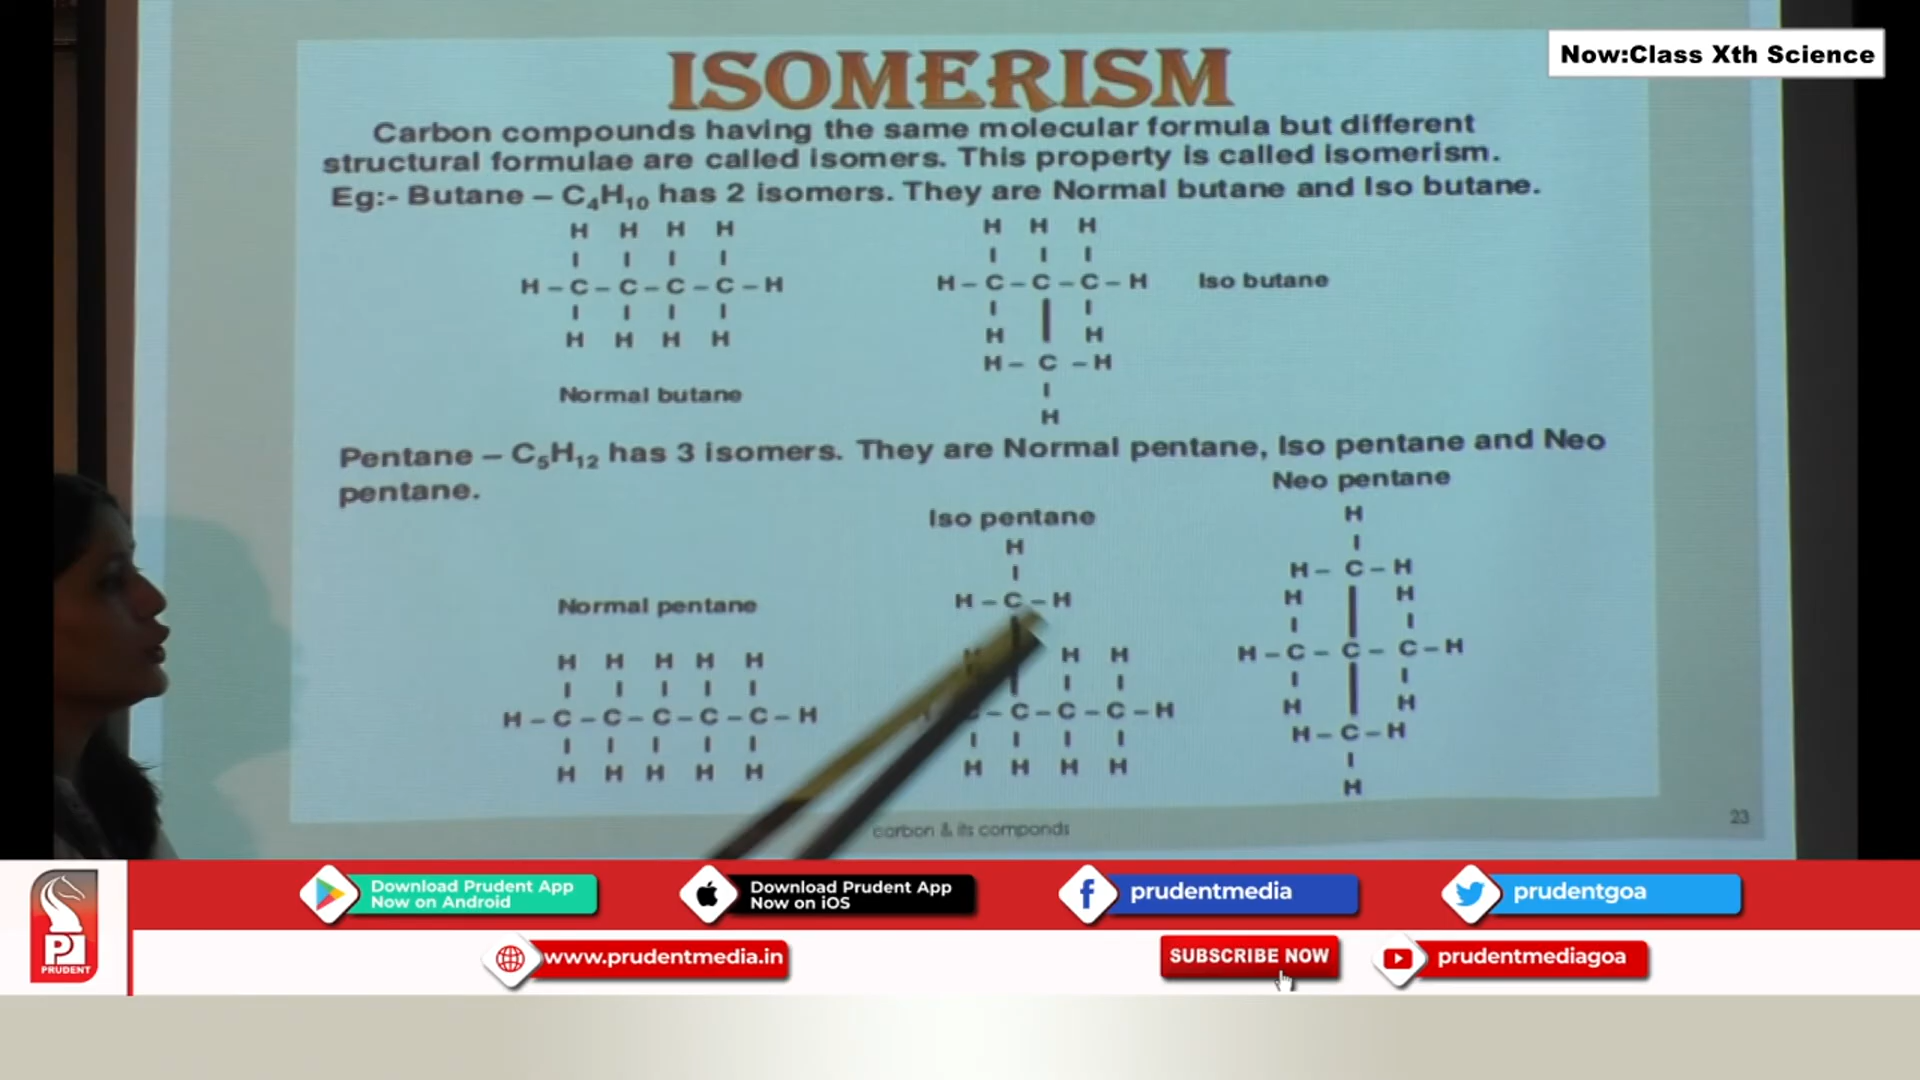 Now:Class Xth Science
ISOMERISM
Carbon compounds having the same molecular formula but different
structural formulae are called isomers. This property is called isomerism.
Eg:- Butane – C₄H₁₀ has 2 isomers. They are Normal butane and Iso butane.
H H H H
H – C – C – C – C – H
H H H H
Normal butane
H H H
H – C – C – C – H
Iso butane
H H
H – C – H
H
Pentane – C₅H₁₂ has 3 isomers. They are Normal pentane, Iso pentane and Neo
pentane.
Normal pentane
H H H H H
H – C – C – C – C – C – H
H H H H H
Iso pentane
H
H – C – H
H H
– C – C – C – H
H H H H
Neo pentane
H
H – C – H
H H
H – C – C – C – H
H H
H – C – H
H
carbon & its componds
23
Download Prudent App
Now on Android
Download Prudent App
Now on iOS
prudentmedia
prudentgoa
PRUDENT
www.prudentmedia.in
SUBSCRIBE NOW
prudentmediagoa